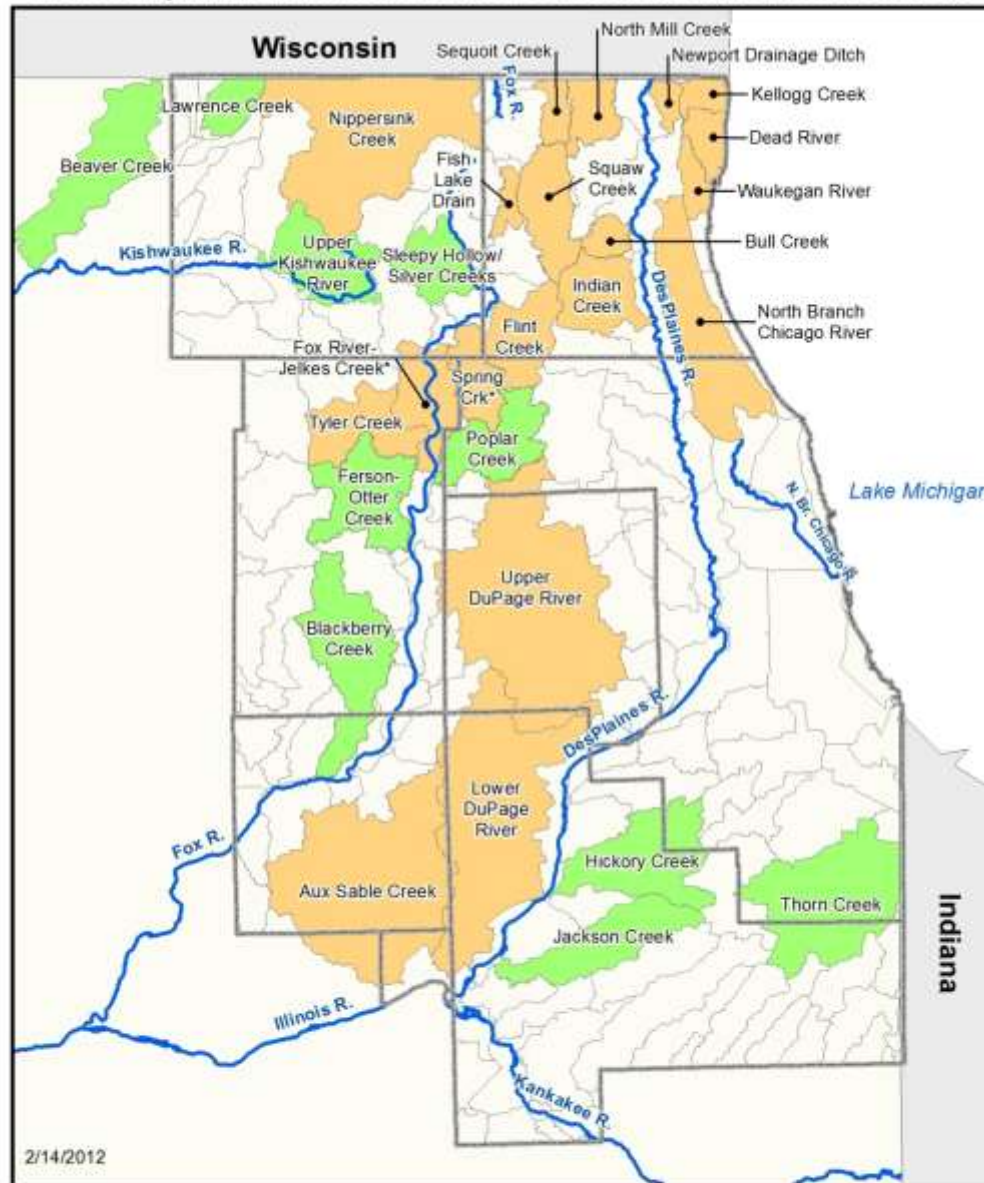 Wisconsin
North Mill Creek
Sequoit Creek
Newport Drainage Ditch
Fox R.
Kellogg Creek
Lawrence Creek
Nippersink
Creek
Dead River
Beaver Creek
Fish-
Lake
Drain
Squaw
Creek
Waukegan River
Kishwaukee R.
Upper
Kishwaukee
River
Sleepy Hollow/
Silver Creeks
Bull Creek
Indian
Creek
DesPlaines R.
North Branch
Chicago River
Flint
Creek
Fox River-
Jelkes Creek*
Spring
Crk*
Tyler Creek
Poplar
Creek
Ferson-
Otter
Creek
Lake Michigan
N. Br. Chicago R.
Upper
DuPage River
Blackberry
Creek
DesPlaines R.
Lower
DuPage
River
Fox R.
Aux Sable Creek
Hickory Creek
Thorn Creek
Jackson Creek
Indiana
Illinois R.
Kankakee R.
2/14/2012